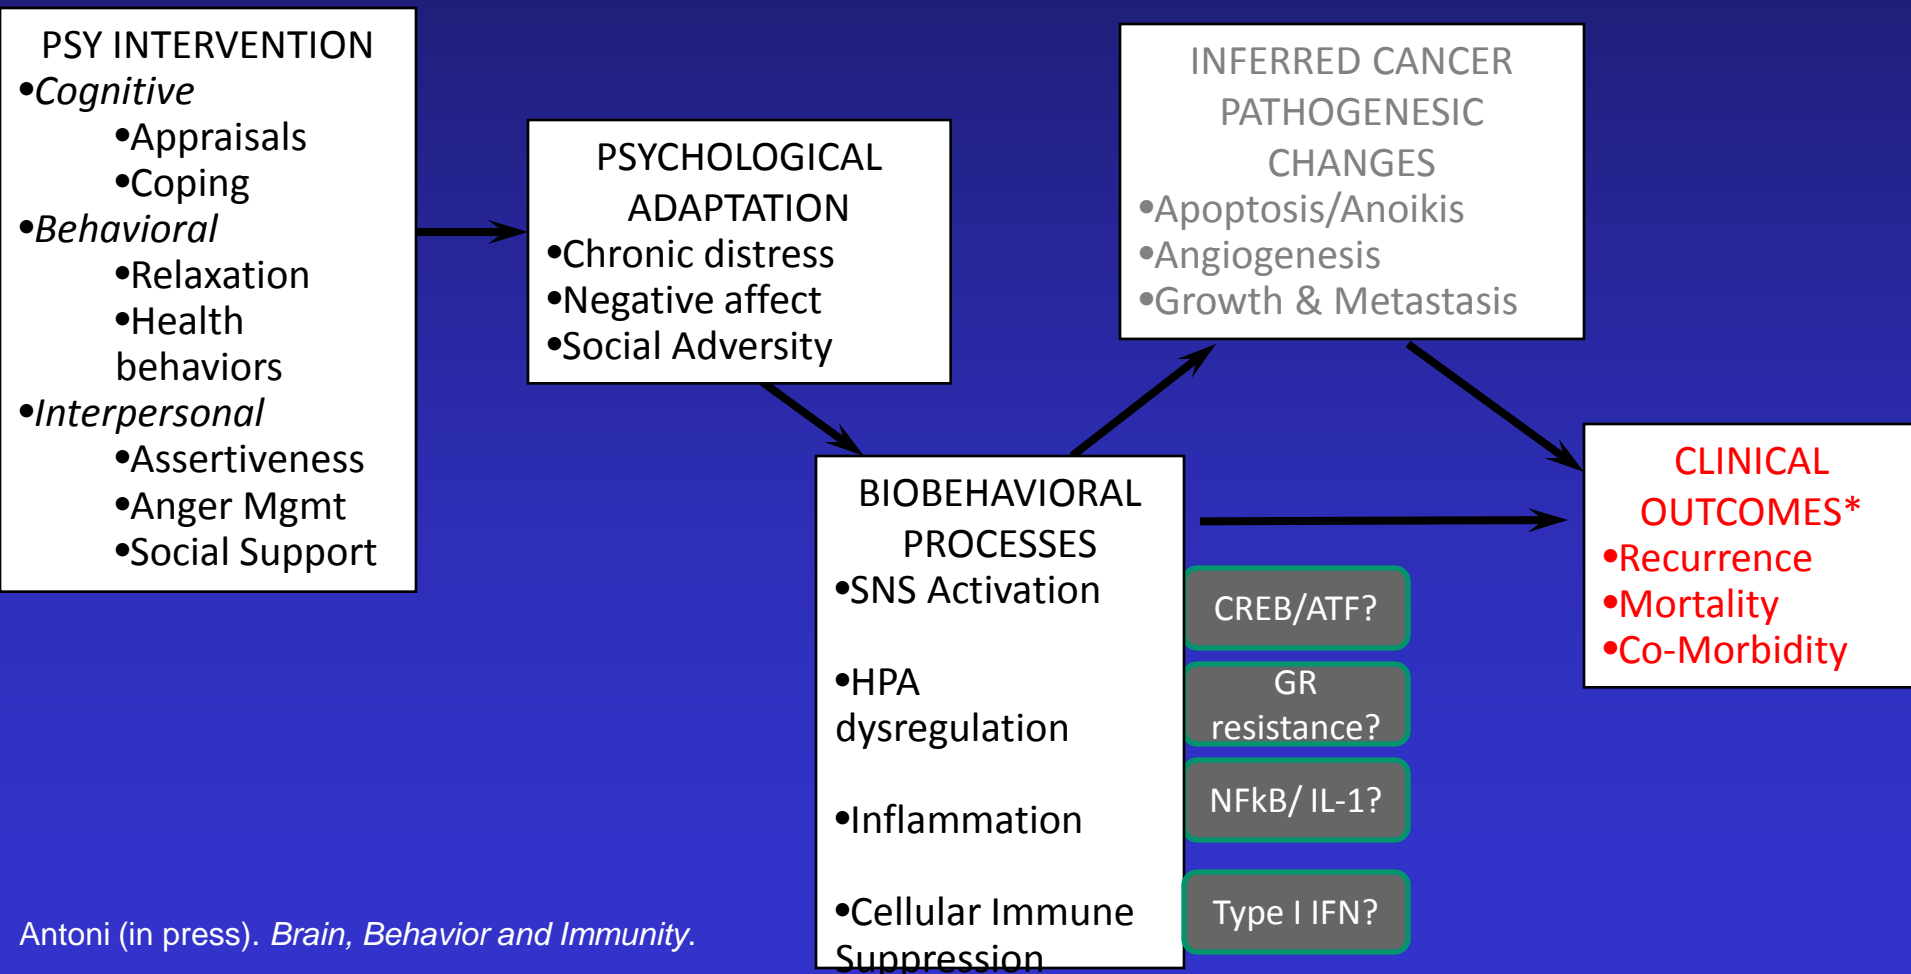 PSY INTERVENTION
•Cognitive
•Appraisals
•Coping
•Behavioral
•Relaxation
•Health
behaviors
•Interpersonal
•Assertiveness
•Anger Mgmt
•Social Support
PSYCHOLOGICAL
ADAPTATION
•Chronic distress
•Negative affect
•Social Adversity
BIOBEHAVIORAL
PROCESSES
•SNS Activation
•HPA
dysregulation
•Inflammation
•Cellular Immune
Suppression
CREB/ATF?
GR
resistance?
NFkB/ IL-1?
Type I IFN?
INFERRED CANCER
PATHOGENESIC
CHANGES
•Apoptosis/Anoikis
•Angiogenesis
•Growth & Metastasis
CLINICAL
OUTCOMES*
•Recurrence
•Mortality
•Co-Morbidity
Antoni (in press). Brain, Behavior and Immunity.